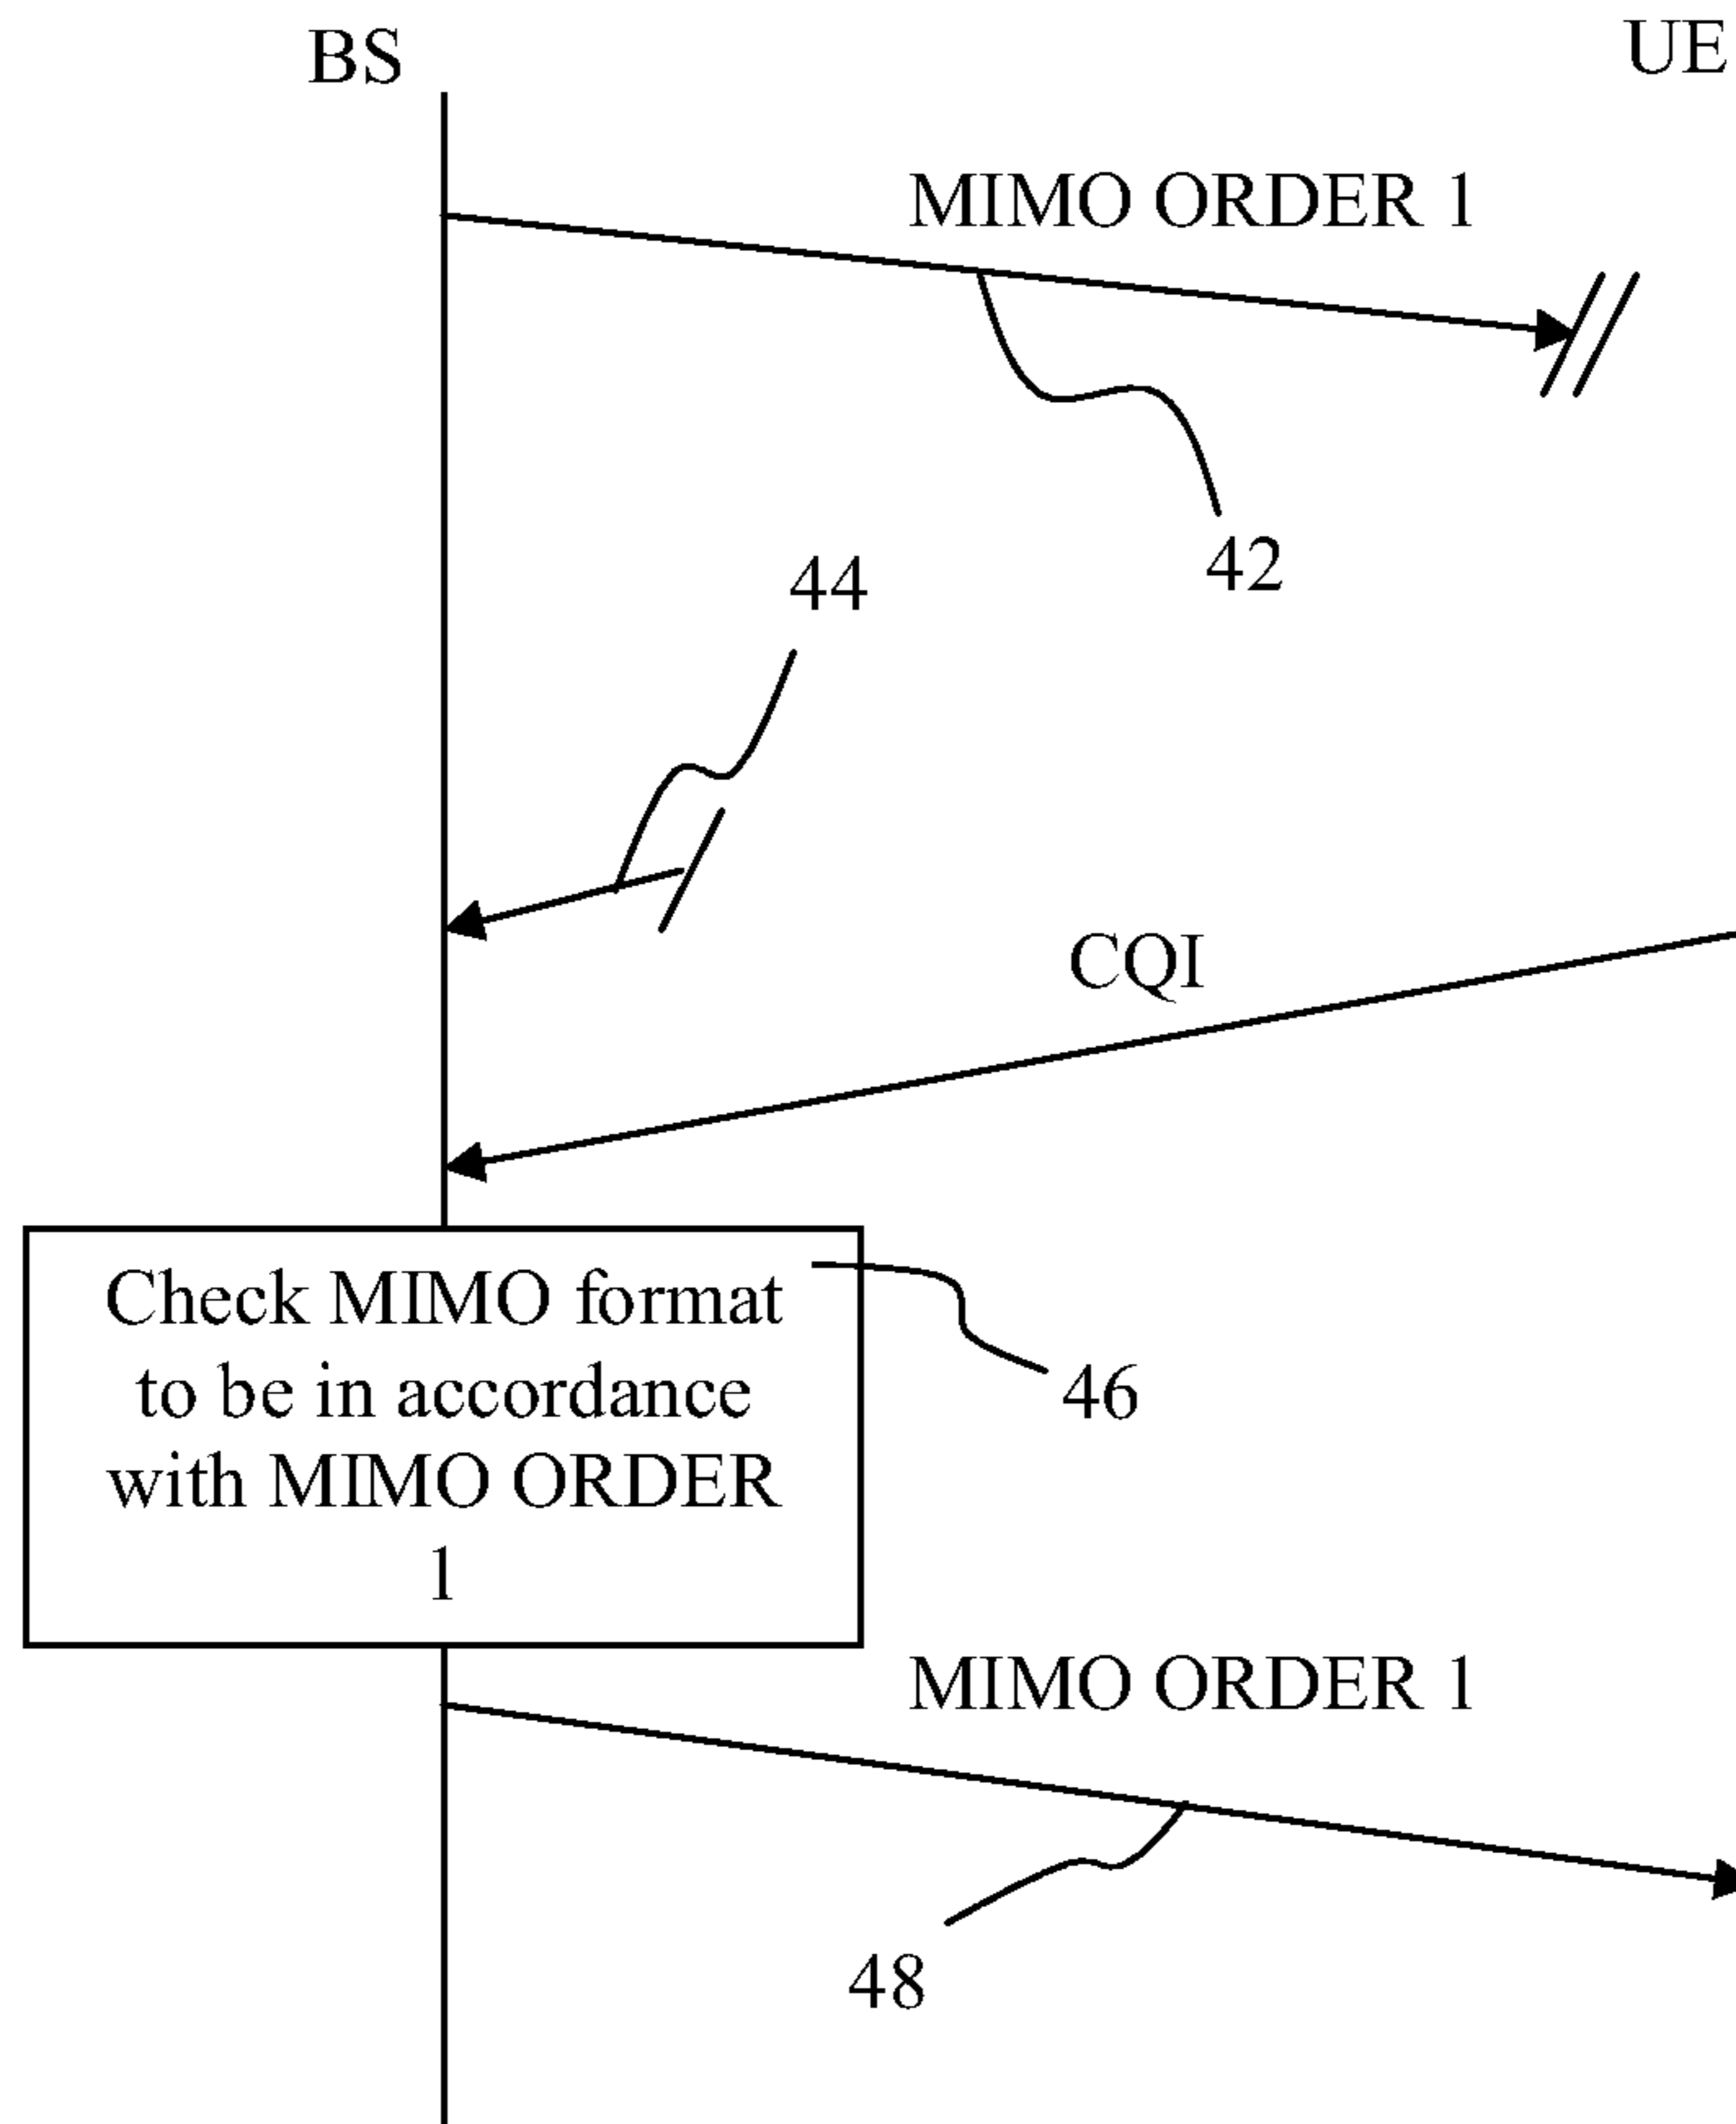 BS
UE
MIMO ORDER 1
42
44
CQI
Check MIMO format
to be in accordance
with MIMO ORDER
1
46
MIMO ORDER 1
48